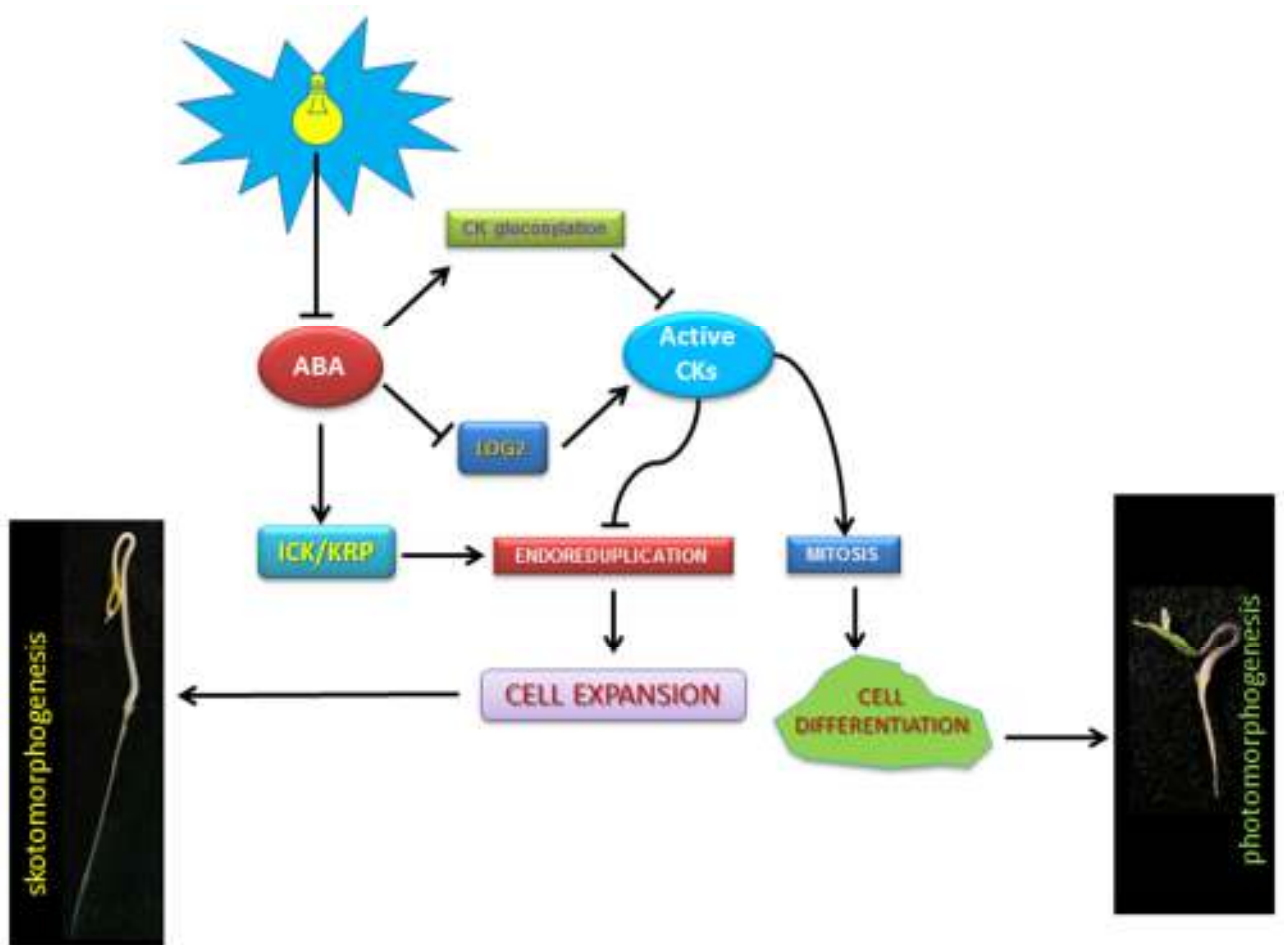 CK glucosylation
ABA
Active
CKs
LOG2
ICK/KRP
ENDOREDUPLICATION
MITOSIS
CELL EXPANSION
CELL
DIFFERENTIATION
skotomorphogenesis
photomorphogenesis